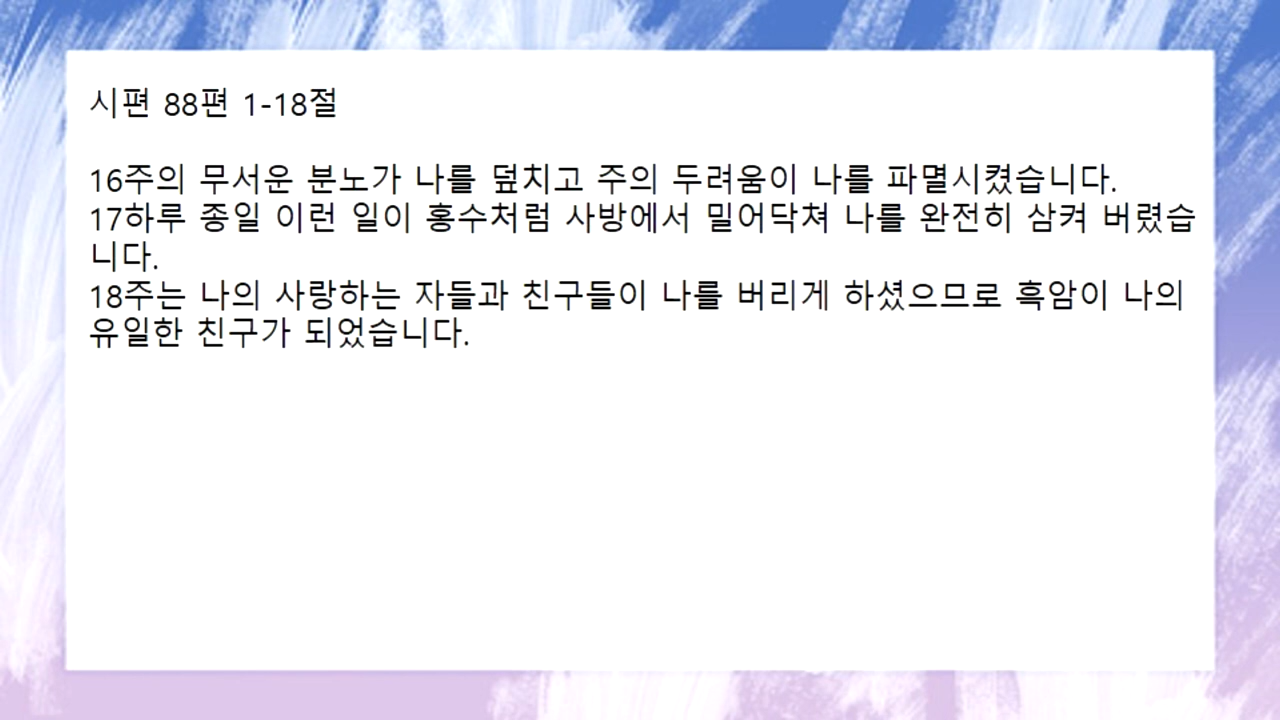 시편 88편 1-18절
16주의 무서운 분노가 나를 덮치고 주의 두려움이 나를 파멸시켰습니다.
17하루 종일 이런 일이 홍수처럼 사방에서 밀어닥쳐 나를 완전히 삼켜 버렸습
니다.
18주는 나의 사랑하는 자들과 친구들이 나를 버리게 하셨으므로 흑암이 나의
유일한 친구가 되었습니다.